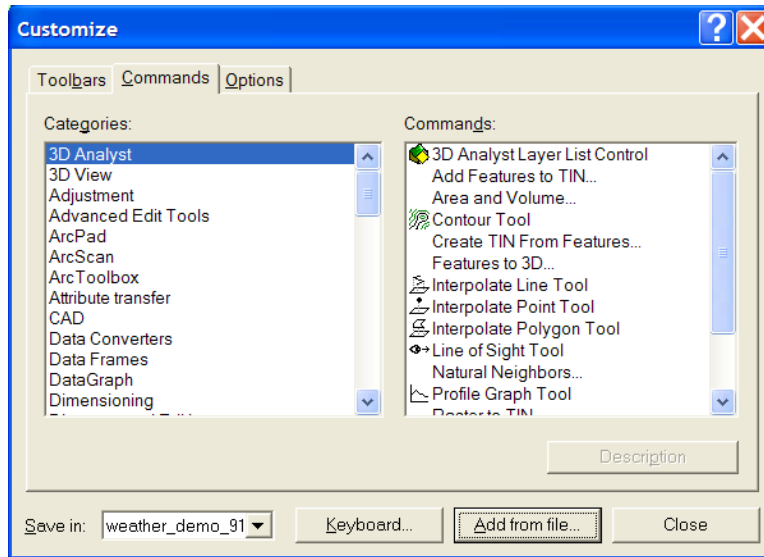 Customize
Toolbars Commands Options
Categories:
3D Analyst
3D View
Adjustment
Advanced Edit Tools
ArcPad
ArcScan
ArcToolbox
Attribute transfer
CAD
Data Converters
Data Frames
DataGraph
Dimensioning
Commands:
3D Analyst Layer List Control
Add Features to TIN...
Area and Volume...
Contour Tool
Create TIN From Features...
Features to 3D...
Interpolate Line Tool
Interpolate Point Tool
Interpolate Polygon Tool
Line of Sight Tool
Natural Neighbors...
Profile Graph Tool
Raster to TIN
Description
Save in: weather_demo_91 Keyboard... Add from file... Close